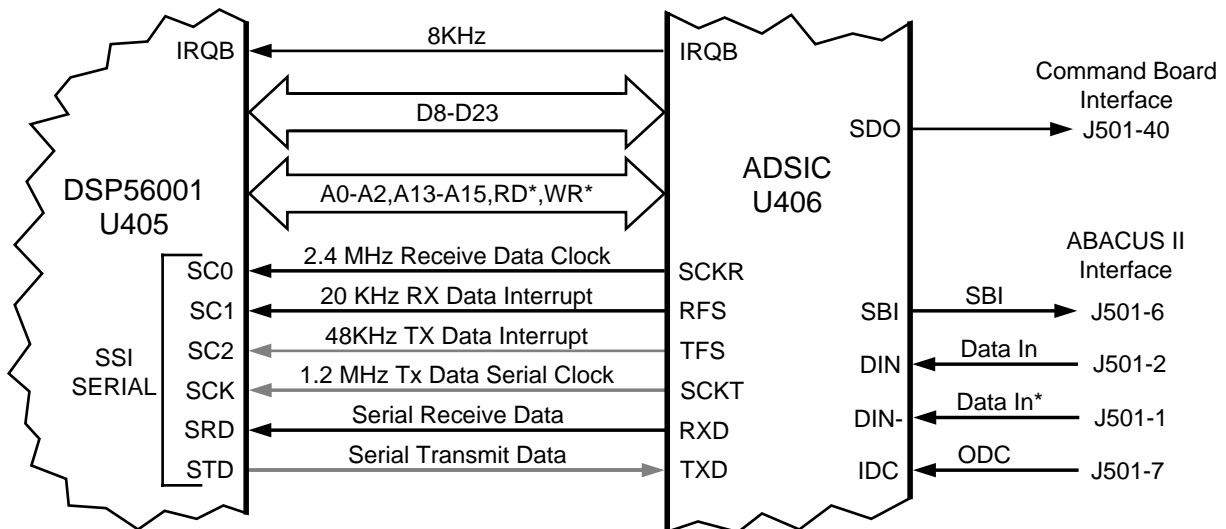 IRQB
8KHz
IRQB
D8-D23
A0-A2,A13-A15,RD*,WR*
DSP56001
U405
ADSIC
U406
SDO
Command Board
Interface
J501-40
SSI
SERIAL
SC0
2.4 MHz Receive Data Clock
SCKR
SC1
20 KHz RX Data Interrupt
RFS
SC2
48KHz TX Data Interrupt
TFS
SCK
1.2 MHz Tx Data Serial Clock
SCKT
SRD
Serial Receive Data
RXD
STD
Serial Transmit Data
TXD
ABACUS II
Interface
SBI
SBI
J501-6
DIN
Data In
J501-2
DIN-
Data In*
J501-1
IDC
ODC
J501-7